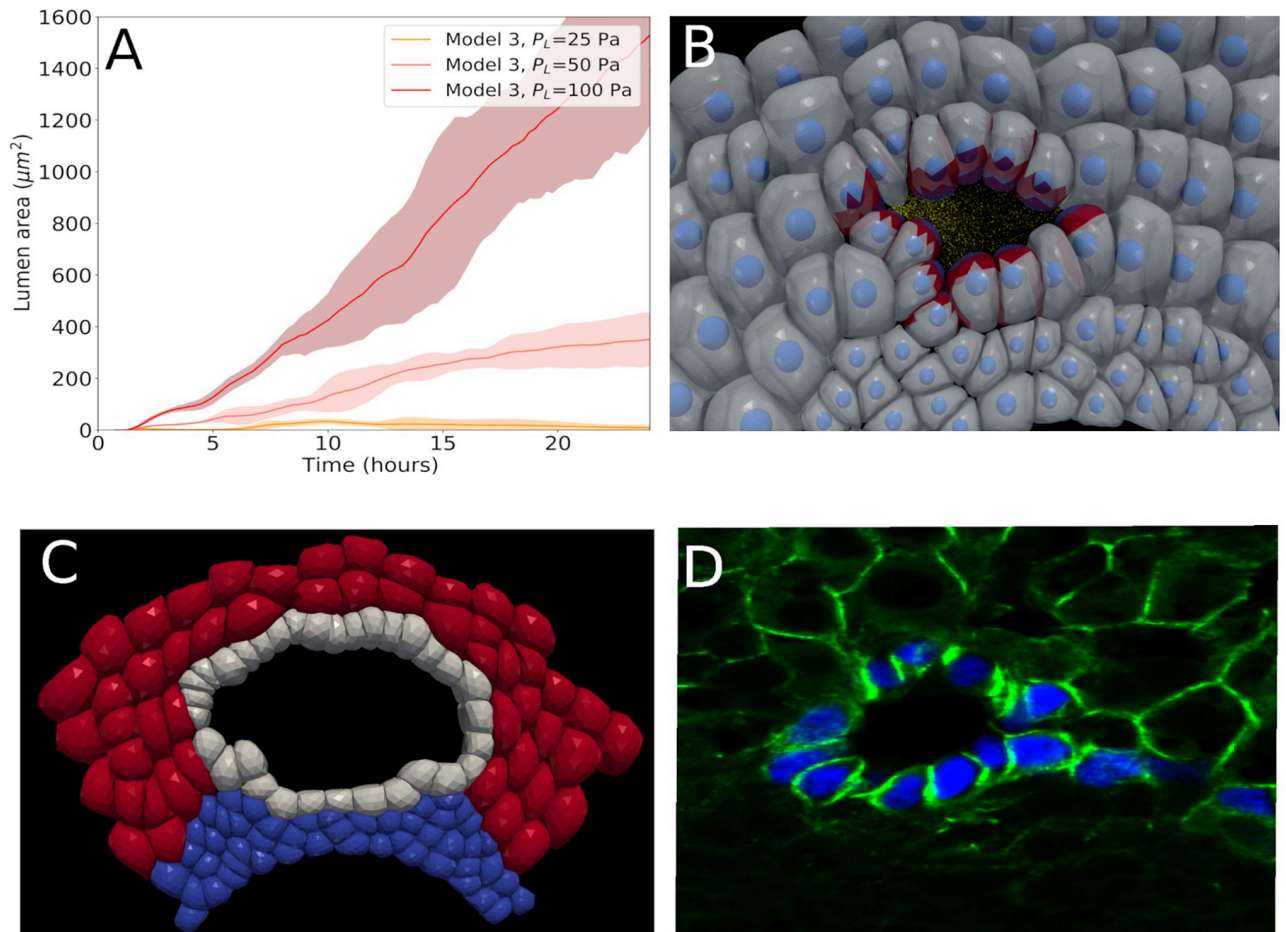 A
Lumen area (μm²)
1600
1400
1200
1000
800
600
400
200
0
Model 3, P_L=25 Pa
Model 3, P_L=50 Pa
Model 3, P_L=100 Pa
0 5 10 15 20
Time (hours)
B
C
D